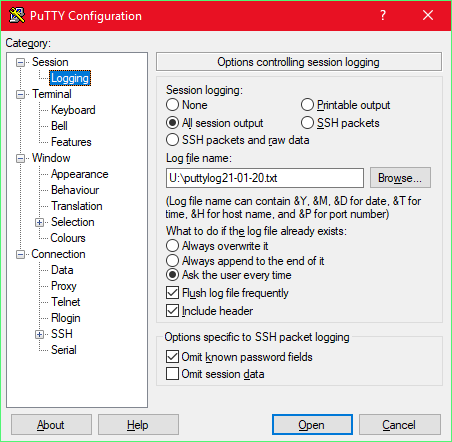 PuTTY Configuration
?
Category:
Session
Logging
Terminal
Keyboard
Bell
Features
Window
Appearance
Behaviour
Translation
Selection
Colours
Connection
Data
Proxy
Telnet
Rlogin
SSH
Serial
Options controlling session logging
Session logging:
None
Printable output
All session output
SSH packets
SSH packets and raw data
Log file name:
U:\puttylog21-01-20.txt
Browse...
(Log file name can contain &Y, &M, &D for date, &T for
time, &H for host name, and &P for port number)
What to do if the log file already exists:
Always overwrite it
Always append to the end of it
Ask the user every time
Flush log file frequently
Include header
Options specific to SSH packet logging
Omit known password fields
Omit session data
About
Help
Open
Cancel